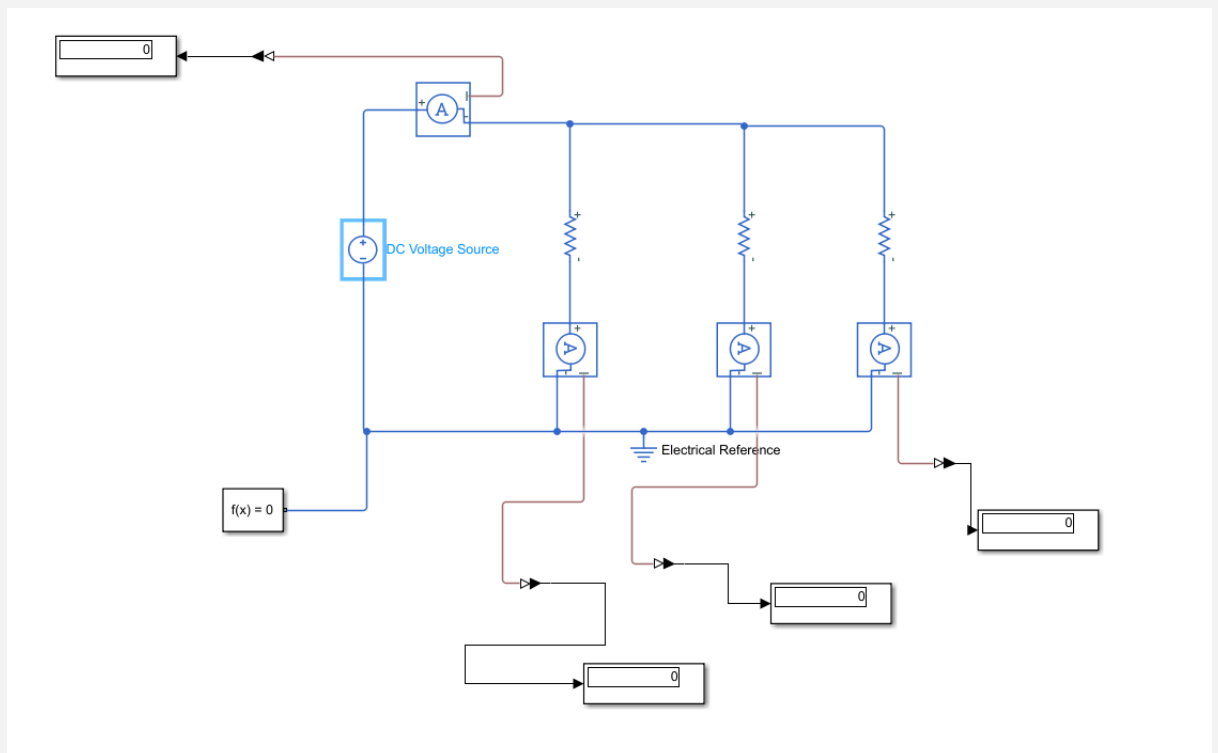 0
+
A
I
-
DC Voltage Source
+
-
+
-
+
-
+
A
-
I
+
A
-
I
+
A
-
I
Electrical Reference
f(x) = 0
0
0
0